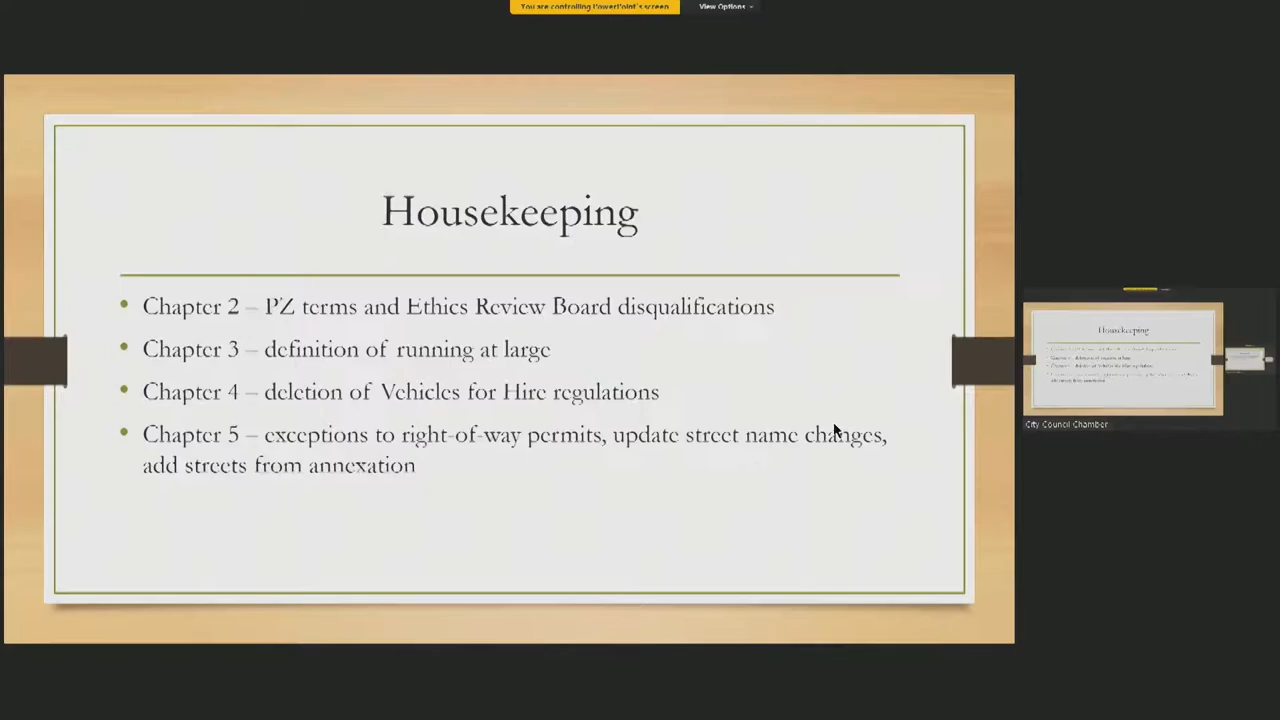 You are controlling PowerPoint's screen
View Options
Housekeeping
• Chapter 2 – PZ terms and Ethics Review Board disqualifications
• Chapter 3 – definition of running at large
• Chapter 4 – deletion of Vehicles for Hire regulations
• Chapter 5 – exceptions to right-of-way permits, update street name changes,
add streets from annexation
Housekeeping
City Council Chamber